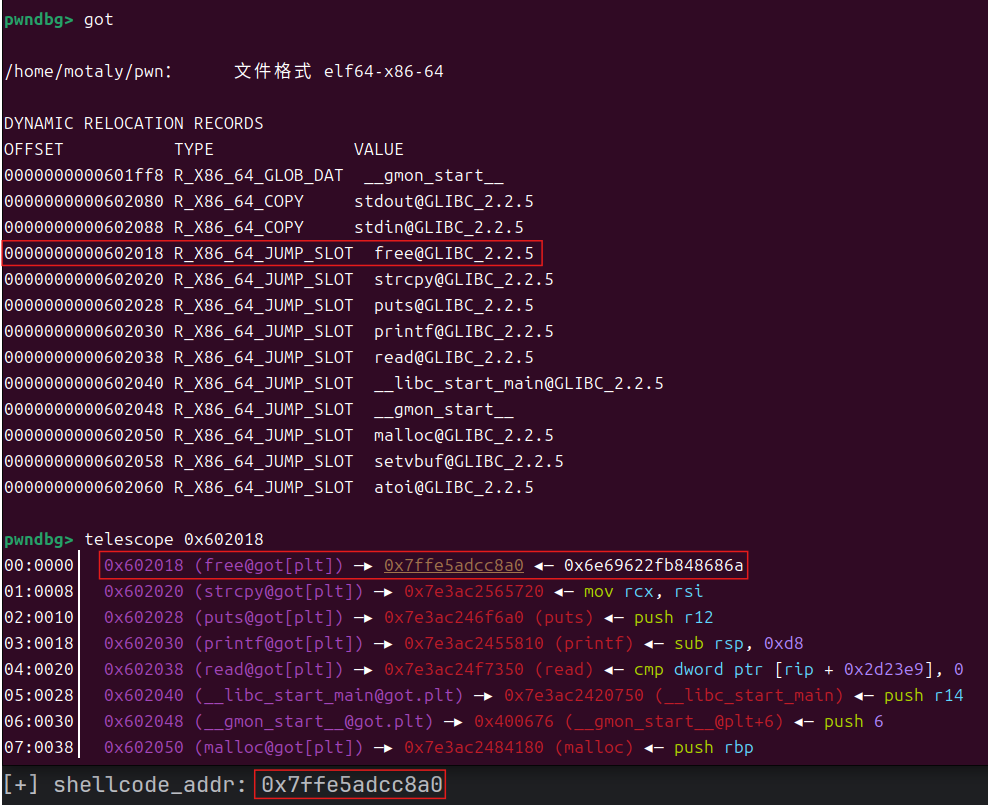 pwndbg> got
/home/motaly/pwn:      文件格式 elf64-x86-64
DYNAMIC RELOCATION RECORDS
OFFSET           TYPE              VALUE
0000000000601ff8 R_X86_64_GLOB_DAT  __gmon_start__
0000000000602080 R_X86_64_COPY     stdout@GLIBC_2.2.5
0000000000602088 R_X86_64_COPY     stdin@GLIBC_2.2.5
0000000000602018 R_X86_64_JUMP_SLOT  free@GLIBC_2.2.5
0000000000602020 R_X86_64_JUMP_SLOT  strcpy@GLIBC_2.2.5
0000000000602028 R_X86_64_JUMP_SLOT  puts@GLIBC_2.2.5
0000000000602030 R_X86_64_JUMP_SLOT  printf@GLIBC_2.2.5
0000000000602038 R_X86_64_JUMP_SLOT  read@GLIBC_2.2.5
0000000000602040 R_X86_64_JUMP_SLOT  __libc_start_main@GLIBC_2.2.5
0000000000602048 R_X86_64_JUMP_SLOT  __gmon_start__
0000000000602050 R_X86_64_JUMP_SLOT  malloc@GLIBC_2.2.5
0000000000602058 R_X86_64_JUMP_SLOT  setvbuf@GLIBC_2.2.5
0000000000602060 R_X86_64_JUMP_SLOT  atoi@GLIBC_2.2.5
pwndbg> telescope 0x602018
00:0000│  0x602018 (free@got[plt]) —▸ 0x7ffe5adcc8a0 ◂— 0x6e69622fb848686a
01:0008│  0x602020 (strcpy@got[plt]) —▸ 0x7e3ac2565720 ◂— mov rcx, rsi
02:0010│  0x602028 (puts@got[plt]) —▸ 0x7e3ac246f6a0 (puts) ◂— push r12
03:0018│  0x602030 (printf@got[plt]) —▸ 0x7e3ac2455810 (printf) ◂— sub rsp, 0xd8
04:0020│  0x602038 (read@got[plt]) —▸ 0x7e3ac24f7350 (read) ◂— cmp dword ptr [rip + 0x2d23e9], 0
05:0028│  0x602040 (__libc_start_main@got.plt) —▸ 0x7e3ac2420750 (__libc_start_main) ◂— push r14
06:0030│  0x602048 (__gmon_start__@got.plt) —▸ 0x400676 (__gmon_start__@plt+6) ◂— push 6
07:0038│  0x602050 (malloc@got[plt]) —▸ 0x7e3ac2484180 (malloc) ◂— push rbp
[+] shellcode_addr: 0x7ffe5adcc8a0